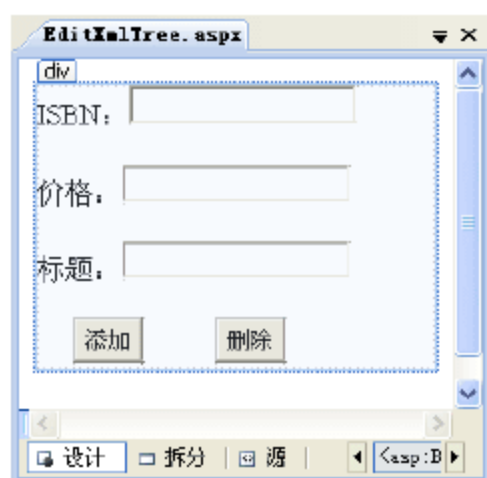 EditXmlTree.aspx
div
ISBN：
价格：
标题：
添加 删除
设计 拆分 源 <asp:B